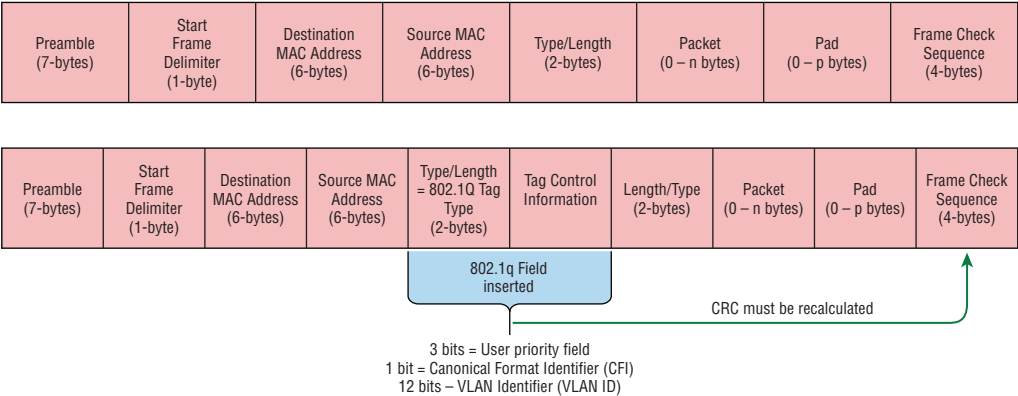 Preamble
(7-bytes)
Start
Frame
Delimiter
(1-byte)
Destination
MAC Address
(6-bytes)
Source MAC
Address
(6-bytes)
Type/Length
(2-bytes)
Packet
(0 – n bytes)
Pad
(0 – p bytes)
Frame Check
Sequence
(4-bytes)
Preamble
(7-bytes)
Start
Frame
Delimiter
(1-byte)
Destination
MAC Address
(6-bytes)
Source MAC
Address
(6-bytes)
Type/Length
= 802.1Q Tag
Type
(2-bytes)
Tag Control
Information
Length/Type
(2-bytes)
Packet
(0 – n bytes)
Pad
(0 – p bytes)
Frame Check
Sequence
(4-bytes)
802.1q Field
inserted
CRC must be recalculated
3 bits = User priority field
1 bit = Canonical Format Identifier (CFI)
12 bits – VLAN Identifier (VLAN ID)